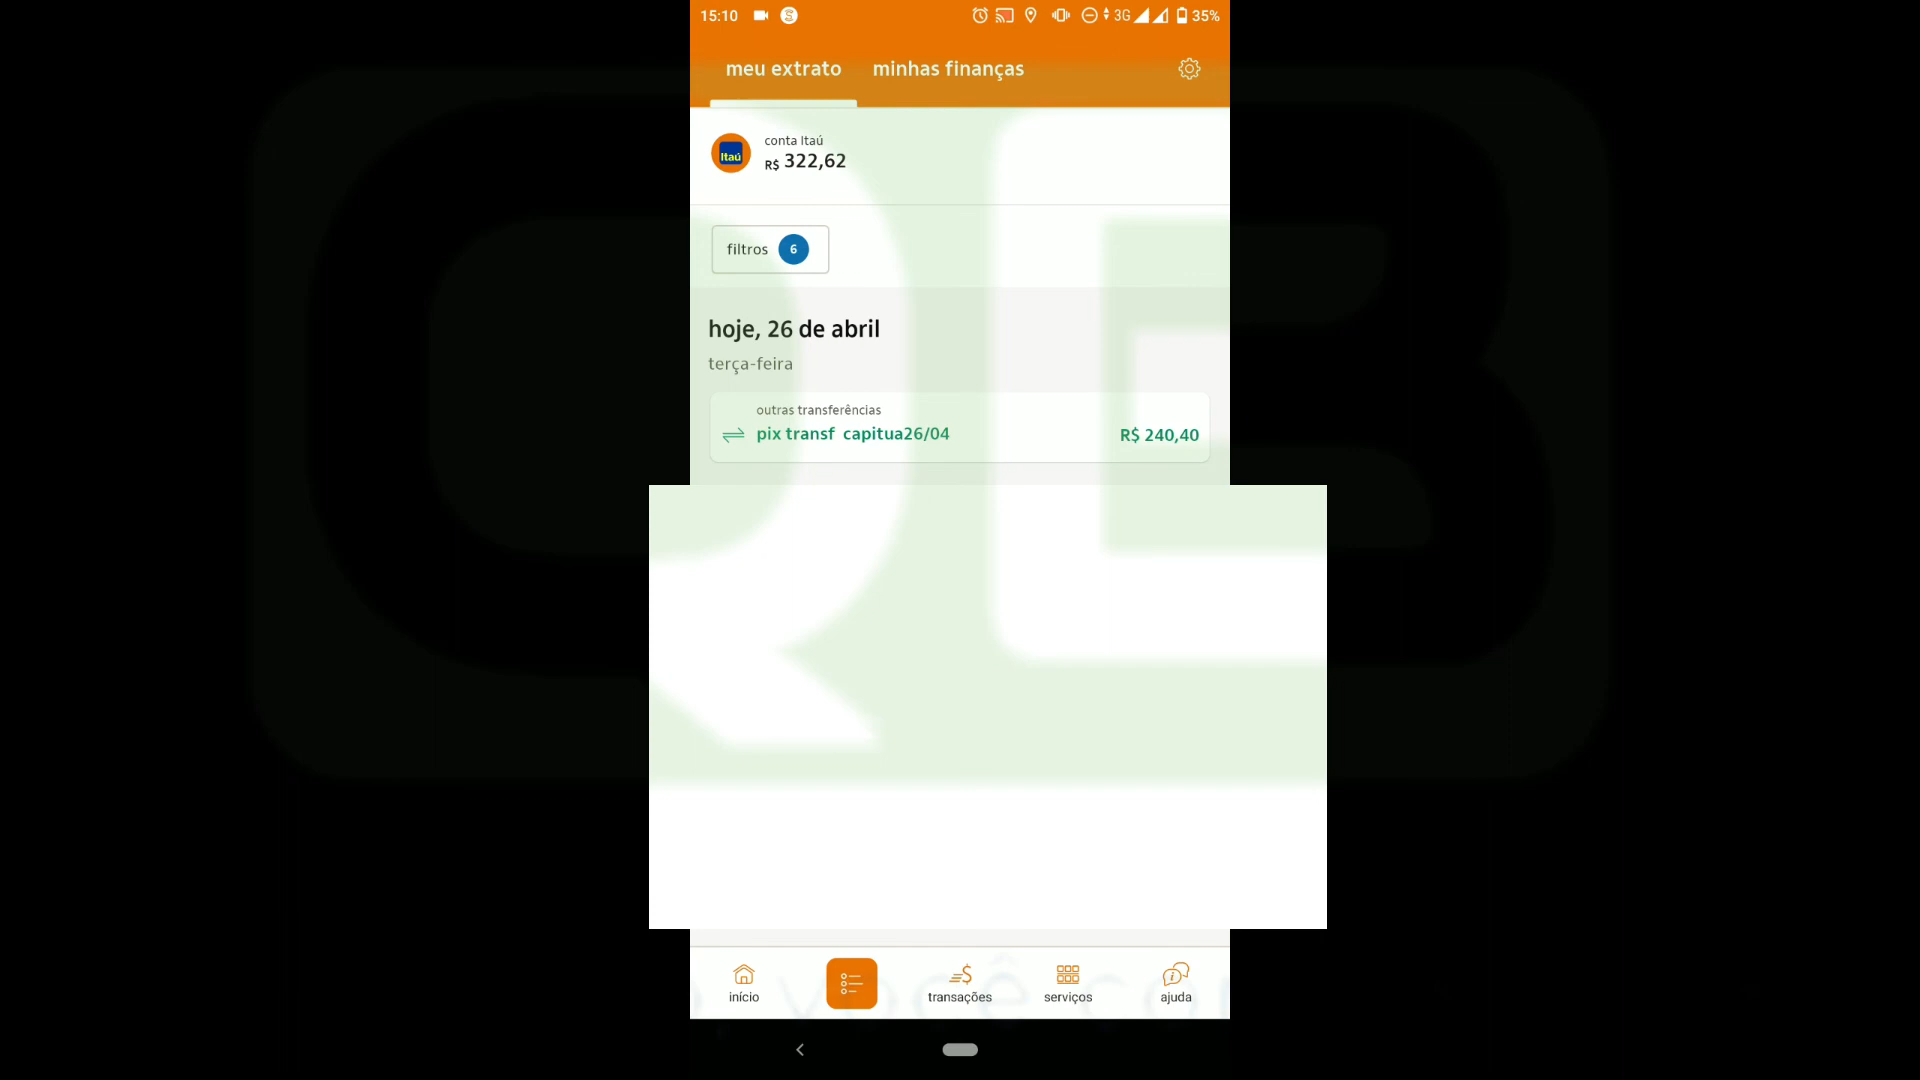 15:10 3G 35%
meu extrato minhas finanças
Itaú
conta Itaú
R$ 322,62
filtros 6
hoje, 26 de abril
terça-feira
outras transferências
pix transf capitua26/04 R$ 240,40
início transações serviços ajuda